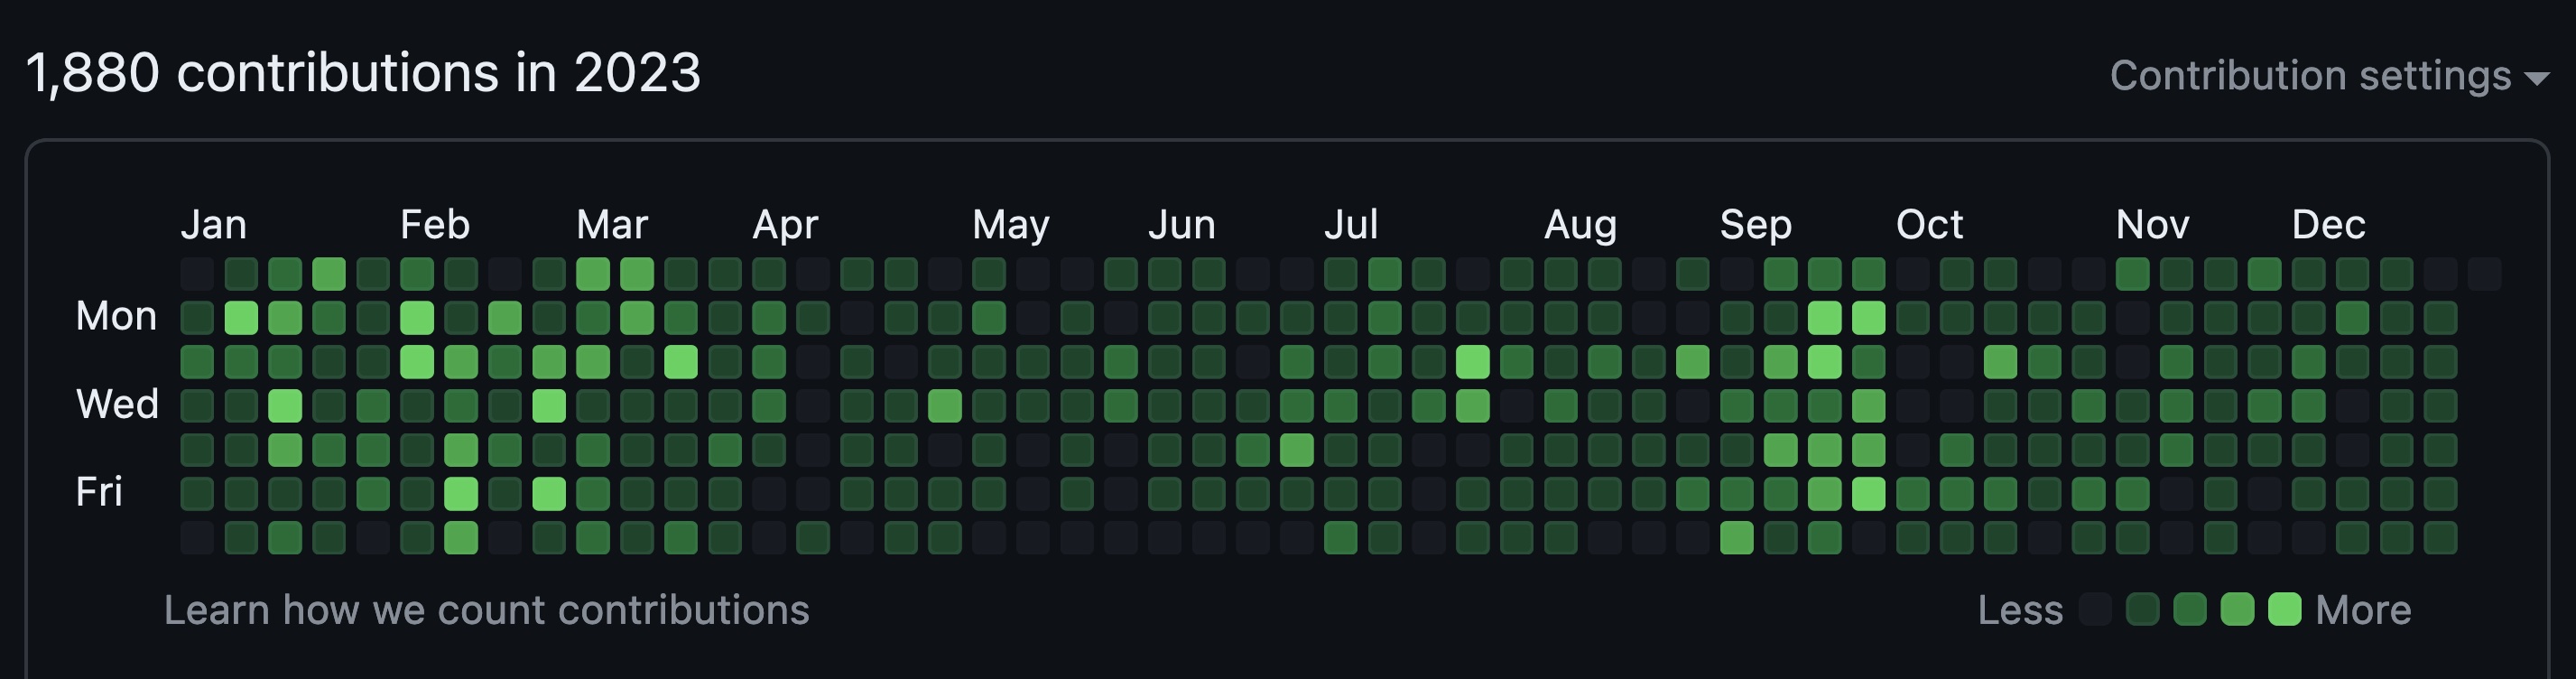 1,880 contributions in 2023
Contribution settings
Jan Feb Mar Apr May Jun Jul Aug Sep Oct Nov Dec
Mon
Wed
Fri
Learn how we count contributions
Less More